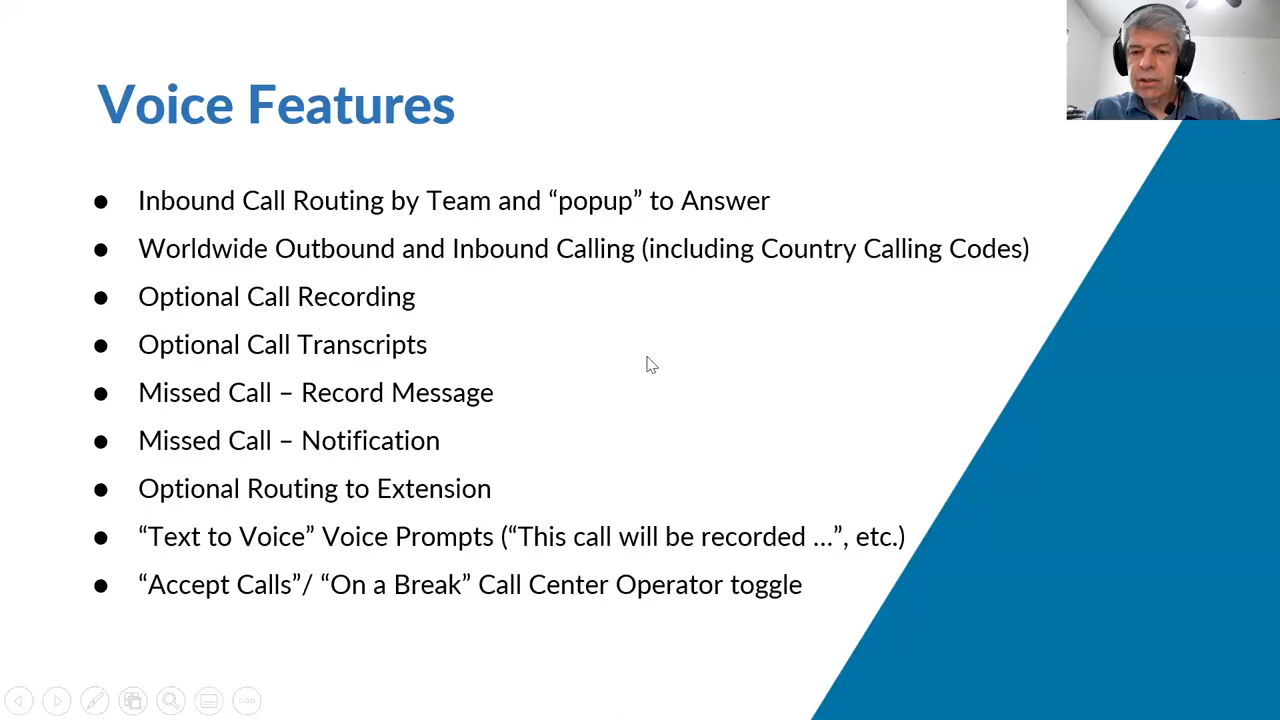 Voice Features
● Inbound Call Routing by Team and “popup” to Answer
● Worldwide Outbound and Inbound Calling (including Country Calling Codes)
● Optional Call Recording
● Optional Call Transcripts
● Missed Call – Record Message
● Missed Call – Notification
● Optional Routing to Extension
● “Text to Voice” Voice Prompts (“This call will be recorded …”, etc.)
● “Accept Calls”/ “On a Break” Call Center Operator toggle